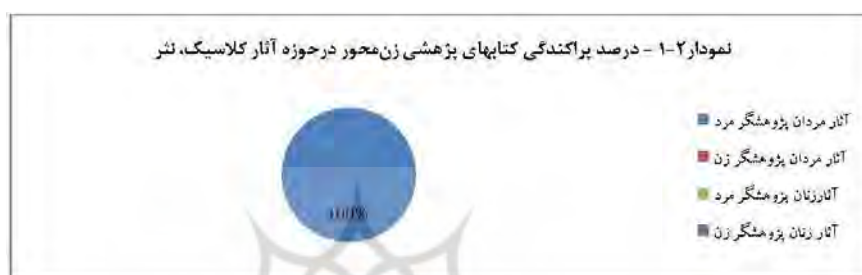 نمودار۲-۱ - درصد پراکندگی کتابهای پژهشی زن‌محور درحوزه آثار کلاسیک، نثر
آثار مردان پژوهشگر مرد
آثار مردان پژوهشگر زن
آثارزنان پژوهشگر مرد
آثار زنان پژوهشگر زن